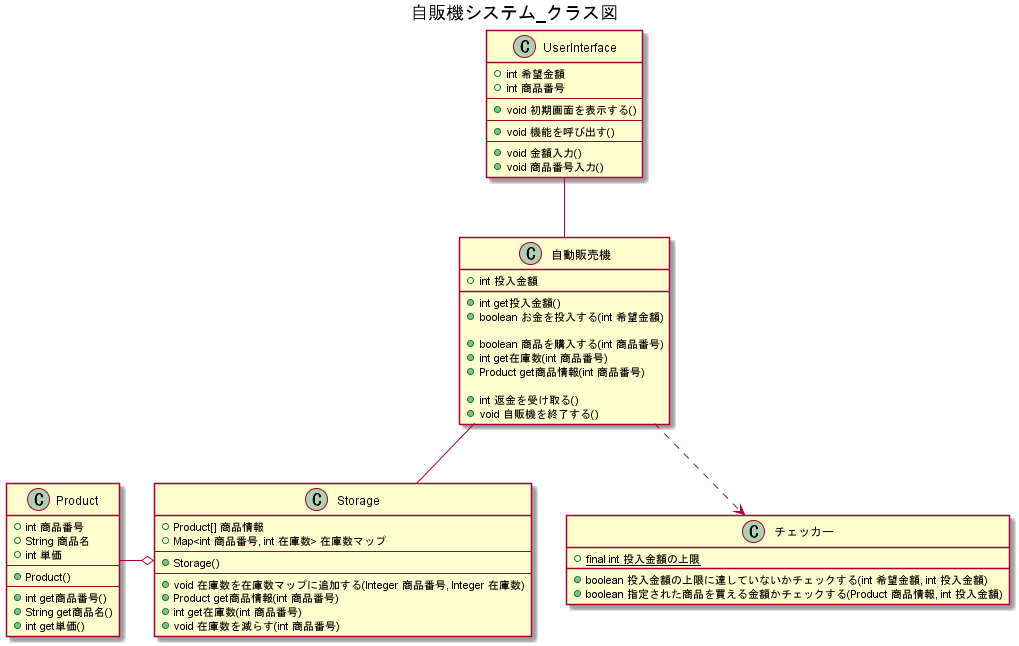 自販機システム_クラス図
C UserInterface
int 希望金額
int 商品番号
void 初期画面を表示する()
void 機能を呼び出す()
void 金額入力()
void 商品番号入力()
C 自動販売機
int 投入金額
int get投入金額()
boolean お金を投入する(int 希望金額)
boolean 商品を購入する(int 商品番号)
int get在庫数(int 商品番号)
Product get商品情報(int 商品番号)
int 返金を受け取る()
void 自販機を終了する()
C Product
int 商品番号
String 商品名
int 単価
Product()
int get商品番号()
String get商品名()
int get単価()
C Storage
Product[] 商品情報
Map<int 商品番号, int 在庫数> 在庫数マップ
Storage()
void 在庫数を在庫数マップに追加する(Integer 商品番号, Integer 在庫数)
Product get商品情報(int 商品番号)
int get在庫数(int 商品番号)
void 在庫数を減らす(int 商品番号)
C チェッカー
final int 投入金額の上限
boolean 投入金額の上限に達していないかチェックする(int 希望金額, int 投入金額)
boolean 指定された商品を買える金額かチェックする(Product 商品情報, int 投入金額)